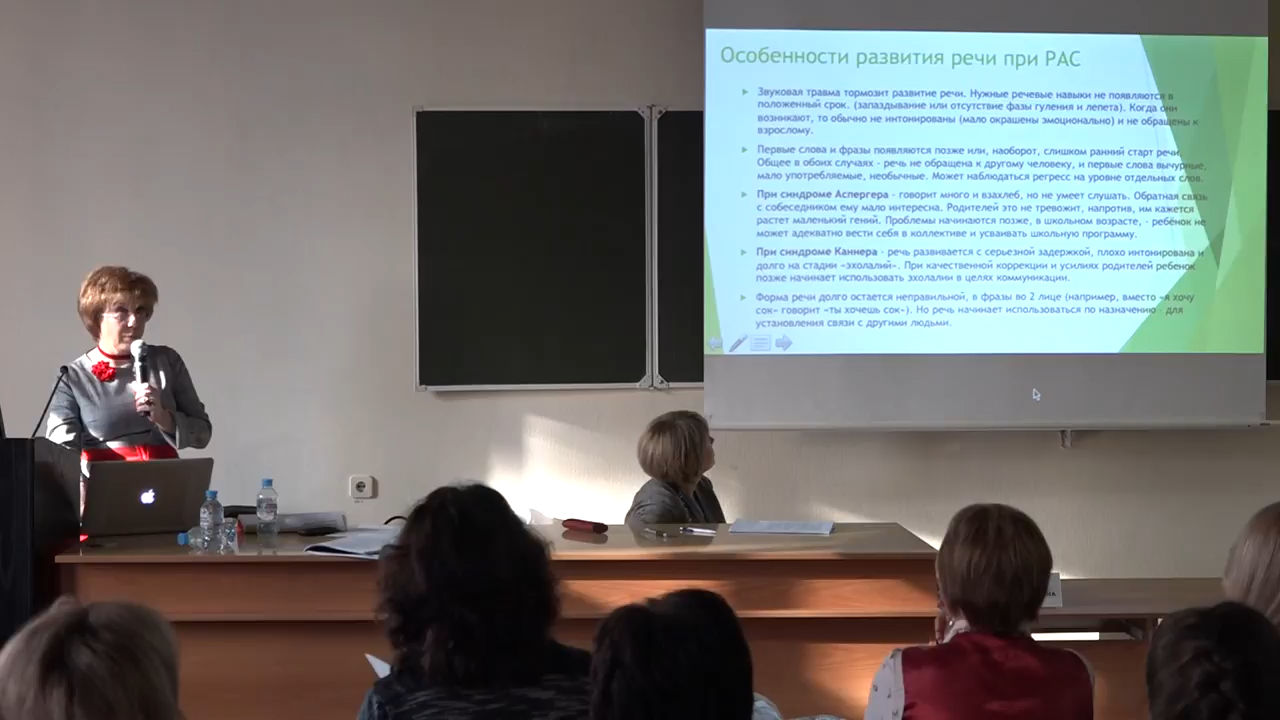 Особенности развития речи при РАС
Звуковая травма тормозит развитие речи. Нужные речевые навыки не появляются в
положенный срок. (запаздывание или отсутствие фазы гуления и лепета). Когда они
возникают, то обычно не интонированы (мало окрашены эмоционально) и не обращены к
взрослому.
Первые слова и фразы появляются позже или, наоборот, слишком ранний старт речи.
Общее в обоих случаях - речь не обращена к другому человеку, и первые слова вычурные,
мало употребляемые, необычные. Может наблюдаться регресс на уровне отдельных слов.
При синдроме Аспергера - говорит много и взахлеб, но не умеет слушать. Обратная связь
с собеседником ему мало интересна. Родителей это не тревожит, напротив, им кажется
растет маленький гений. Проблемы начинаются позже, в школьном возрасте, - ребенок не
может адекватно вести себя в коллективе и усваивать школьную программу.
При синдроме Каннера - речь развивается с серьезной задержкой, плохо интонирована и
долго на стадии «эхолалий». При качественной коррекции и усилиях родителей ребенок
позже начинает использовать эхолалии в целях коммуникации.
Форма речи долго остается неправильной, в фразы во 2 лице (например, вместо «я хочу
сок» говорит «ты хочешь сок»). Но речь начинает использоваться по назначению - для
установления связи с другими людьми.